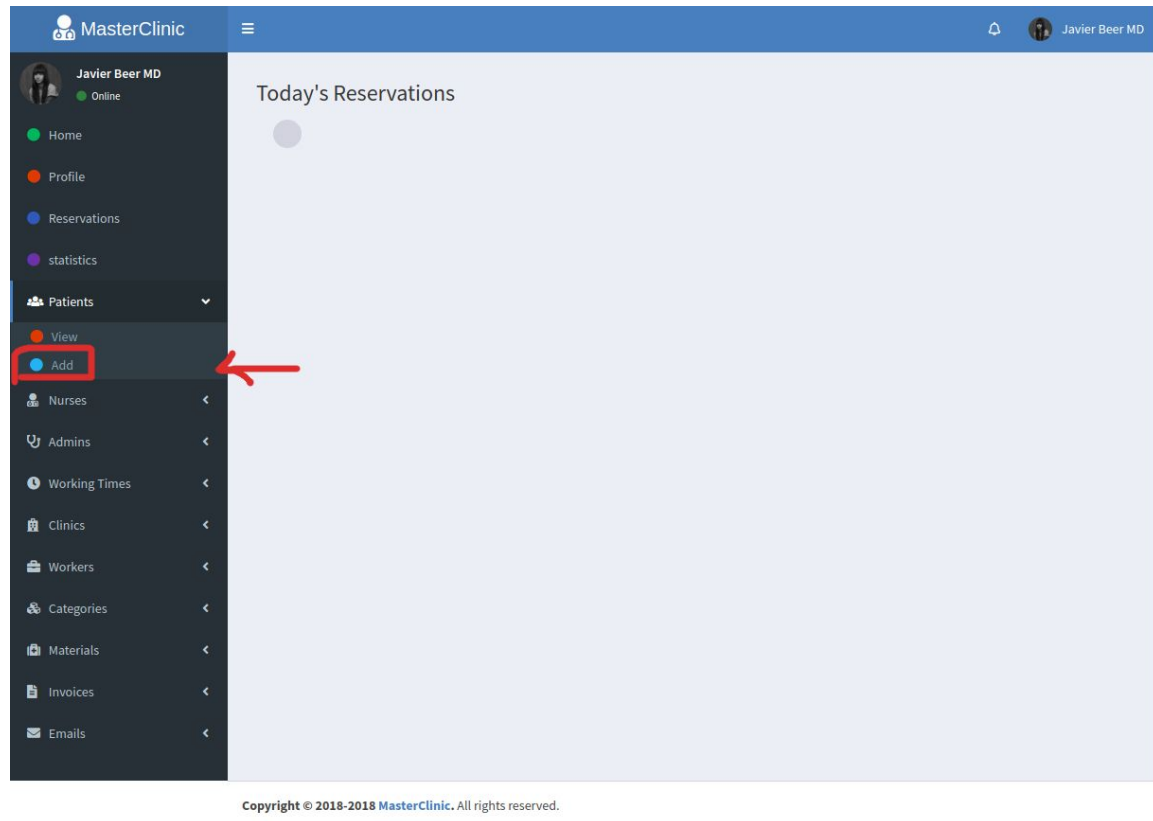 MasterClinic
Javier Beer MD
Javier Beer MD
Online
Home
Profile
Reservations
statistics
Patients
View
Add
Nurses
Admins
Working Times
Clinics
Workers
Categories
Materials
Invoices
Emails
Today's Reservations
Copyright © 2018-2018 MasterClinic. All rights reserved.